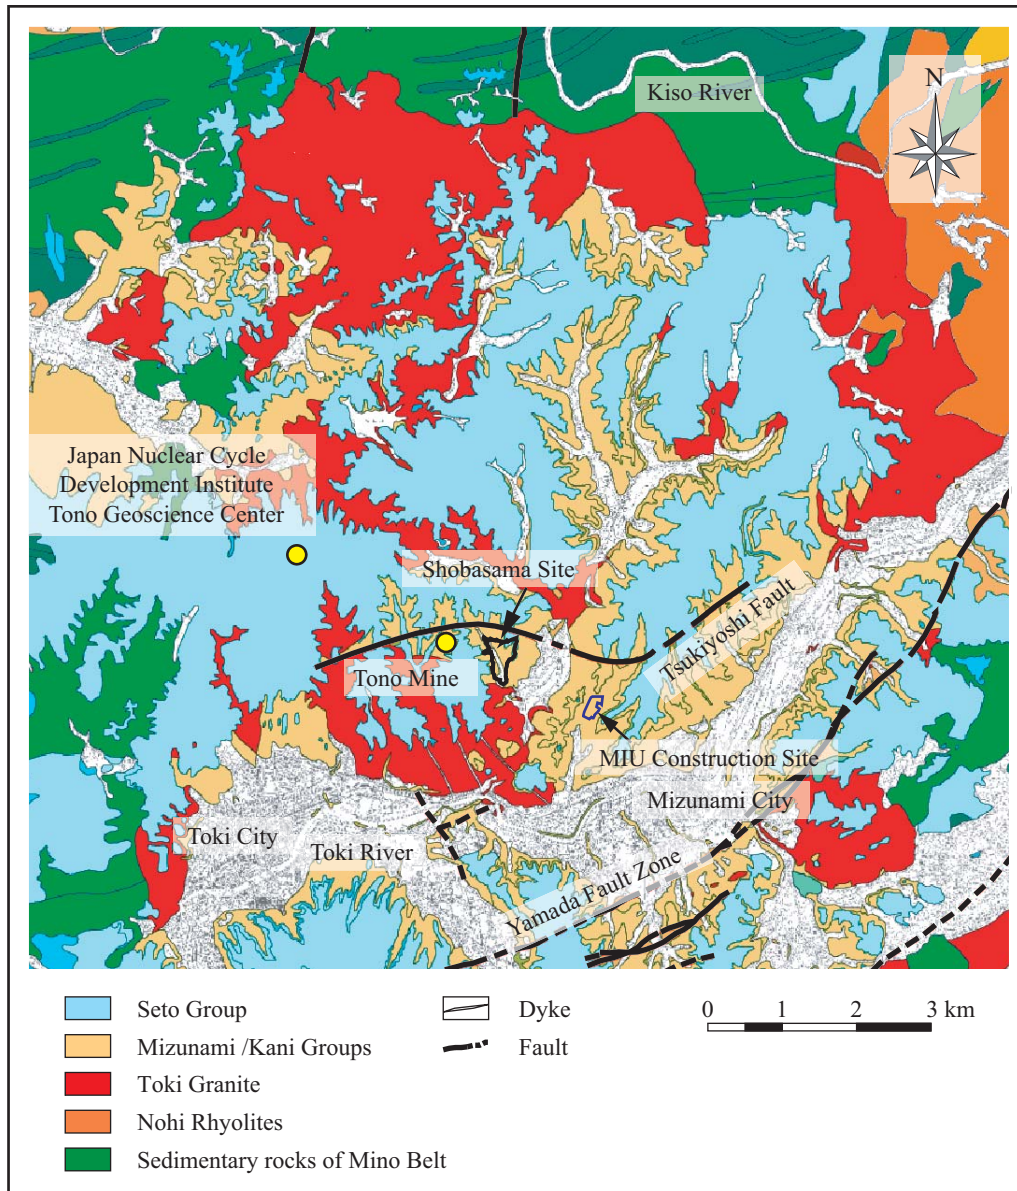 Kiso River
N
Japan Nuclear Cycle
Development Institute
Tono Geoscience Center
Shobasama Site
Tsukiyoshi Fault
Tono Mine
MIU Construction Site
Mizunami City
Toki City
Toki River
Yamada Fault Zone
Seto Group
Mizunami /Kani Groups
Toki Granite
Nohi Rhyolites
Sedimentary rocks of Mino Belt
Dyke
Fault
0 1 2 3 km